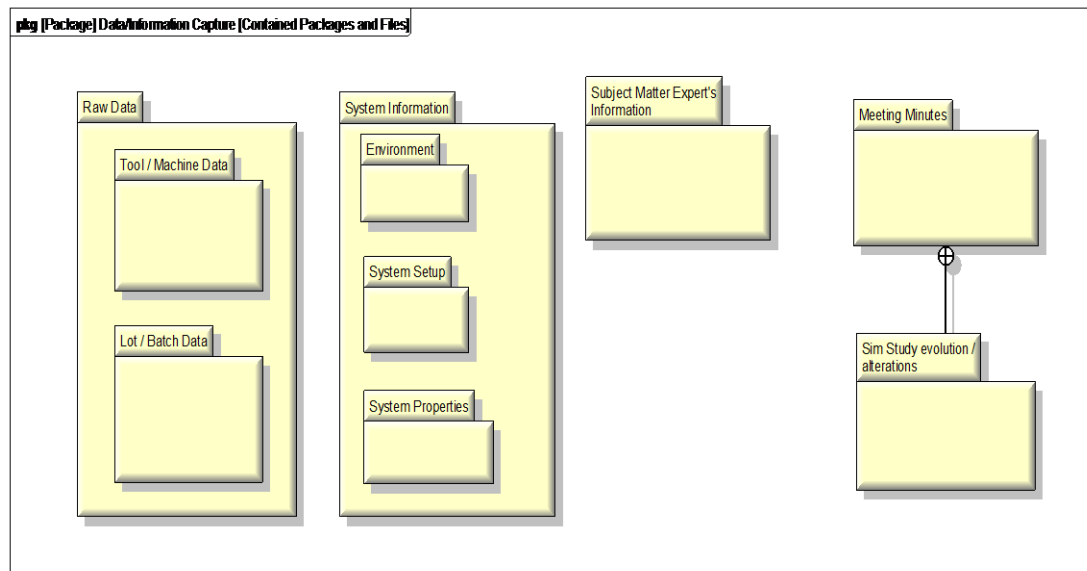 pkg [Package] Data/Information Capture [Contained Packages and Files]
Raw Data
Tool / Machine Data
Lot / Batch Data
System Information
Environment
System Setup
System Properties
Subject Matter Expert's
Information
Meeting Minutes
Sim Study evolution /
alterations